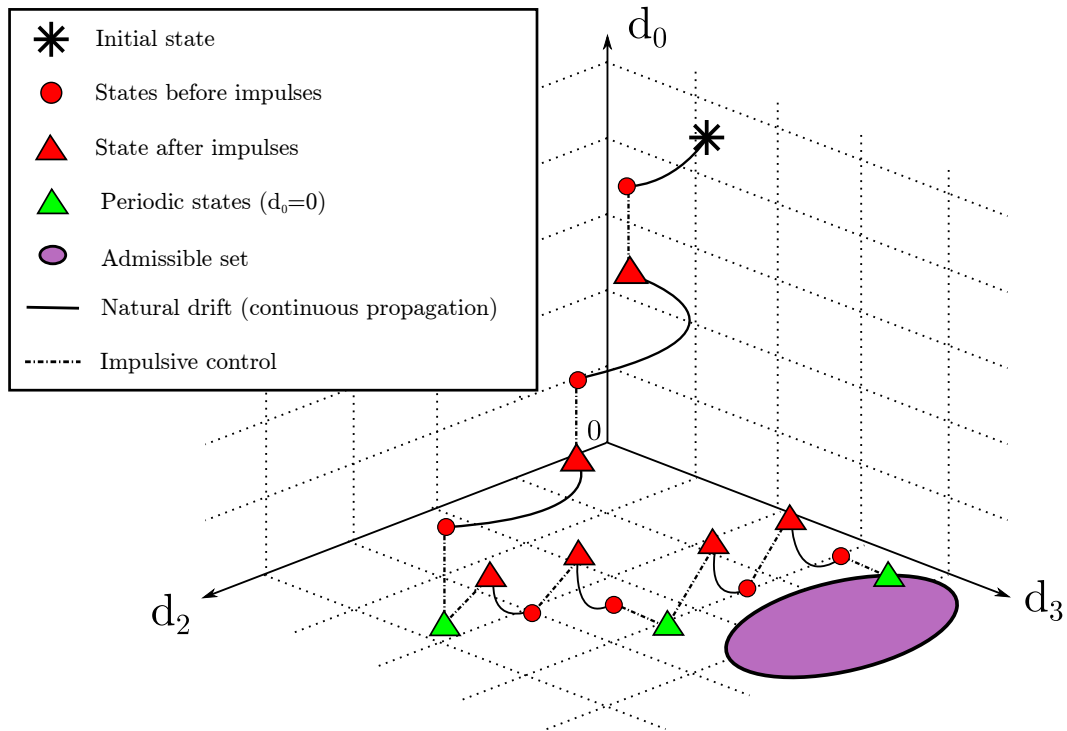 Initial state
States before impulses
State after impulses
Periodic states (d₀=0)
Admissible set
Natural drift (continuous propagation)
Impulsive control
d₀
0
d₂
d₃